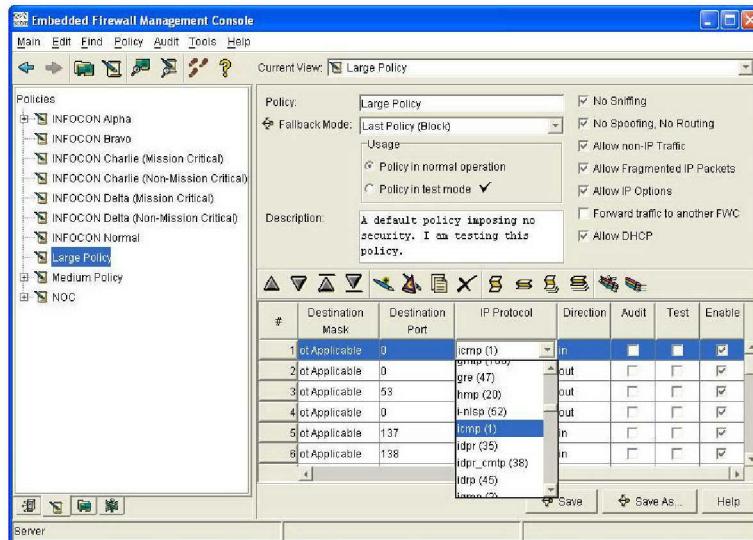 Embedded Firewall Management Console
Main Edit Find Policy Audit Tools Help
Current View: Large Policy
Policies
INFOCON Alpha
INFOCON Bravo
INFOCON Charlie (Mission Critical)
INFOCON Charlie (Non-Mission Critical)
INFOCON Delta (Mission Critical)
INFOCON Delta (Non-Mission Critical)
INFOCON Normal
Large Policy
Medium Policy
NOC
Policy: Large Policy
Fallback Mode: Last Policy (Block)
Usage
Policy in normal operation
Policy in test mode
Description: A default policy imposing no
security. I am testing this
policy.
No Sniffing
No Spoofing, No Routing
Allow non-IP Traffic
Allow Fragmented IP Packets
Allow IP Options
Forward traffic to another FWC
Allow DHCP
# Destination Mask Destination Port IP Protocol Direction Audit Test Enable
1 ot Applicable 0 icmp (1) in
2 ot Applicable 0 out
3 ot Applicable 53 out
4 ot Applicable 0 out
5 ot Applicable 137 in
6 ot Applicable 138 in
gre (47)
hmp (20)
i-nlsp (52)
icmp (1)
idpr (35)
idpr_cmtp (38)
idrp (45)
Save Save As... Help
Server